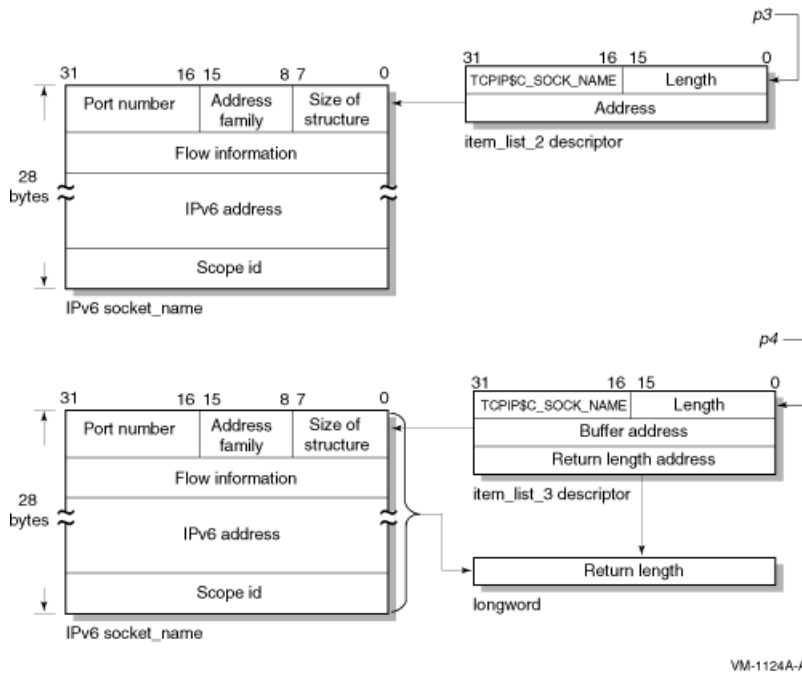 p3
31 16 15 8 7 0
31 16 15 0
Port number Address family Size of structure
TCPIP$C_SOCK_NAME Length
Address
item_list_2 descriptor
Flow information
28 bytes
IPv6 address
Scope id
IPv6 socket_name
p4
31 16 15 8 7 0
31 16 15 0
Port number Address family Size of structure
TCPIP$C_SOCK_NAME Length
Buffer address
Return length address
item_list_3 descriptor
Flow information
28 bytes
IPv6 address
Return length
longword
Scope id
IPv6 socket_name
VM-1124A-A